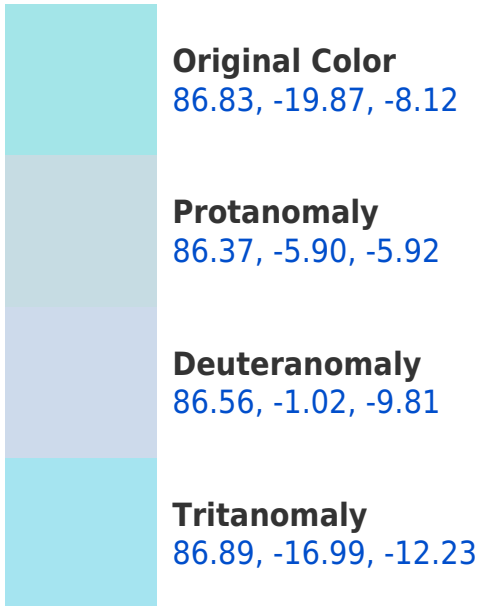 Original Color
86.83, -19.87, -8.12
Protanomaly
86.37, -5.90, -5.92
Deuteranomaly
86.56, -1.02, -9.81
Tritanomaly
86.89, -16.99, -12.23